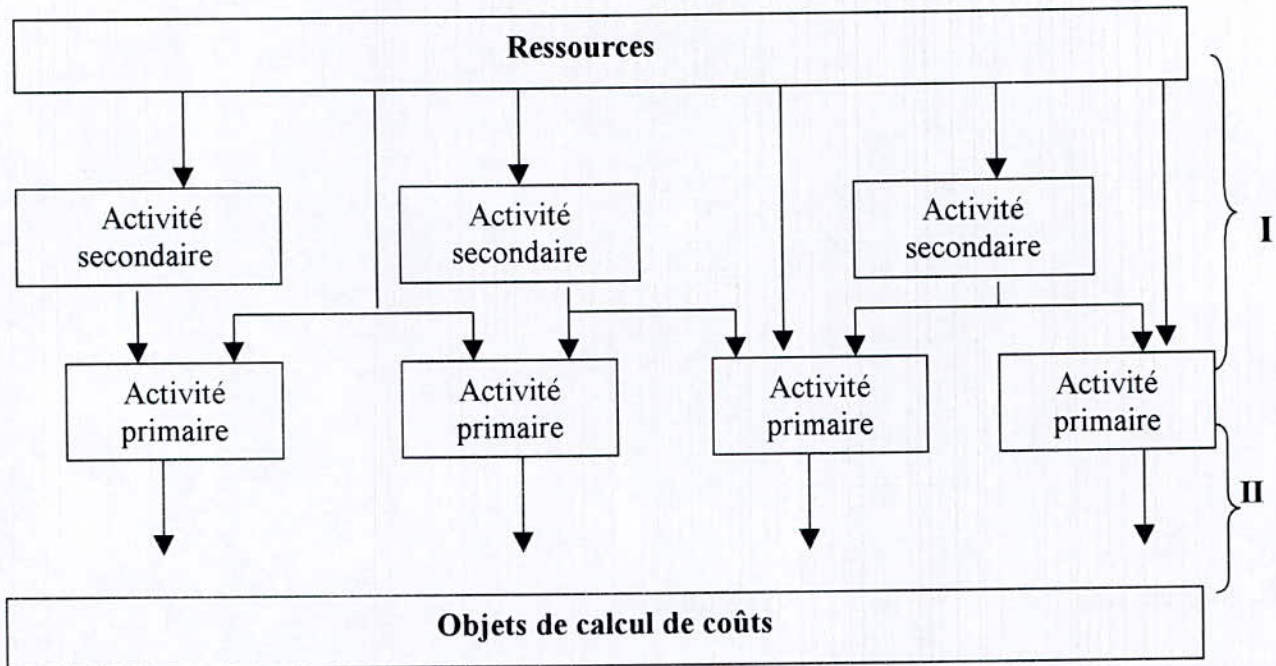 Ressources
Activité
secondaire
Activité
secondaire
Activité
secondaire
I
Activité
primaire
Activité
primaire
Activité
primaire
Activité
primaire
II
Objets de calcul de coûts